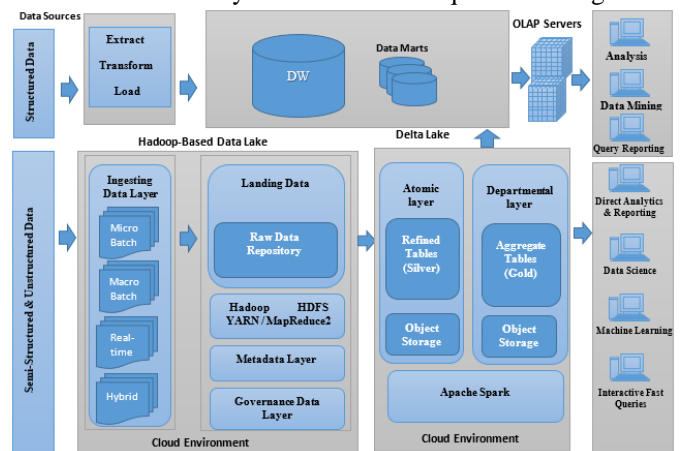 Data Sources
OLAP Servers
Structured Data
Extract
Transform
Load
DW
Data Marts
Analysis
Data Mining
Query Reporting
Hadoop-Based Data Lake
Delta Lake
Semi-Structured & Unstructured Data
Ingesting
Data Layer
Micro
Batch
Macro
Batch
Real-
time
Hybrid
Landing Data
Raw Data
Repository
Hadoop HDFS
YARN/MapReduce2
Metadata Layer
Governance Data
Layer
Cloud Environment
Atomic
layer
Refined
Tables
(Silver)
Object
Storage
Departmental
layer
Aggregate
Tables
(Gold)
Object
Storage
Apache Spark
Cloud Environment
Direct Analytics
& Reporting
Data Science
Machine Learning
Interactive Fast
Queries